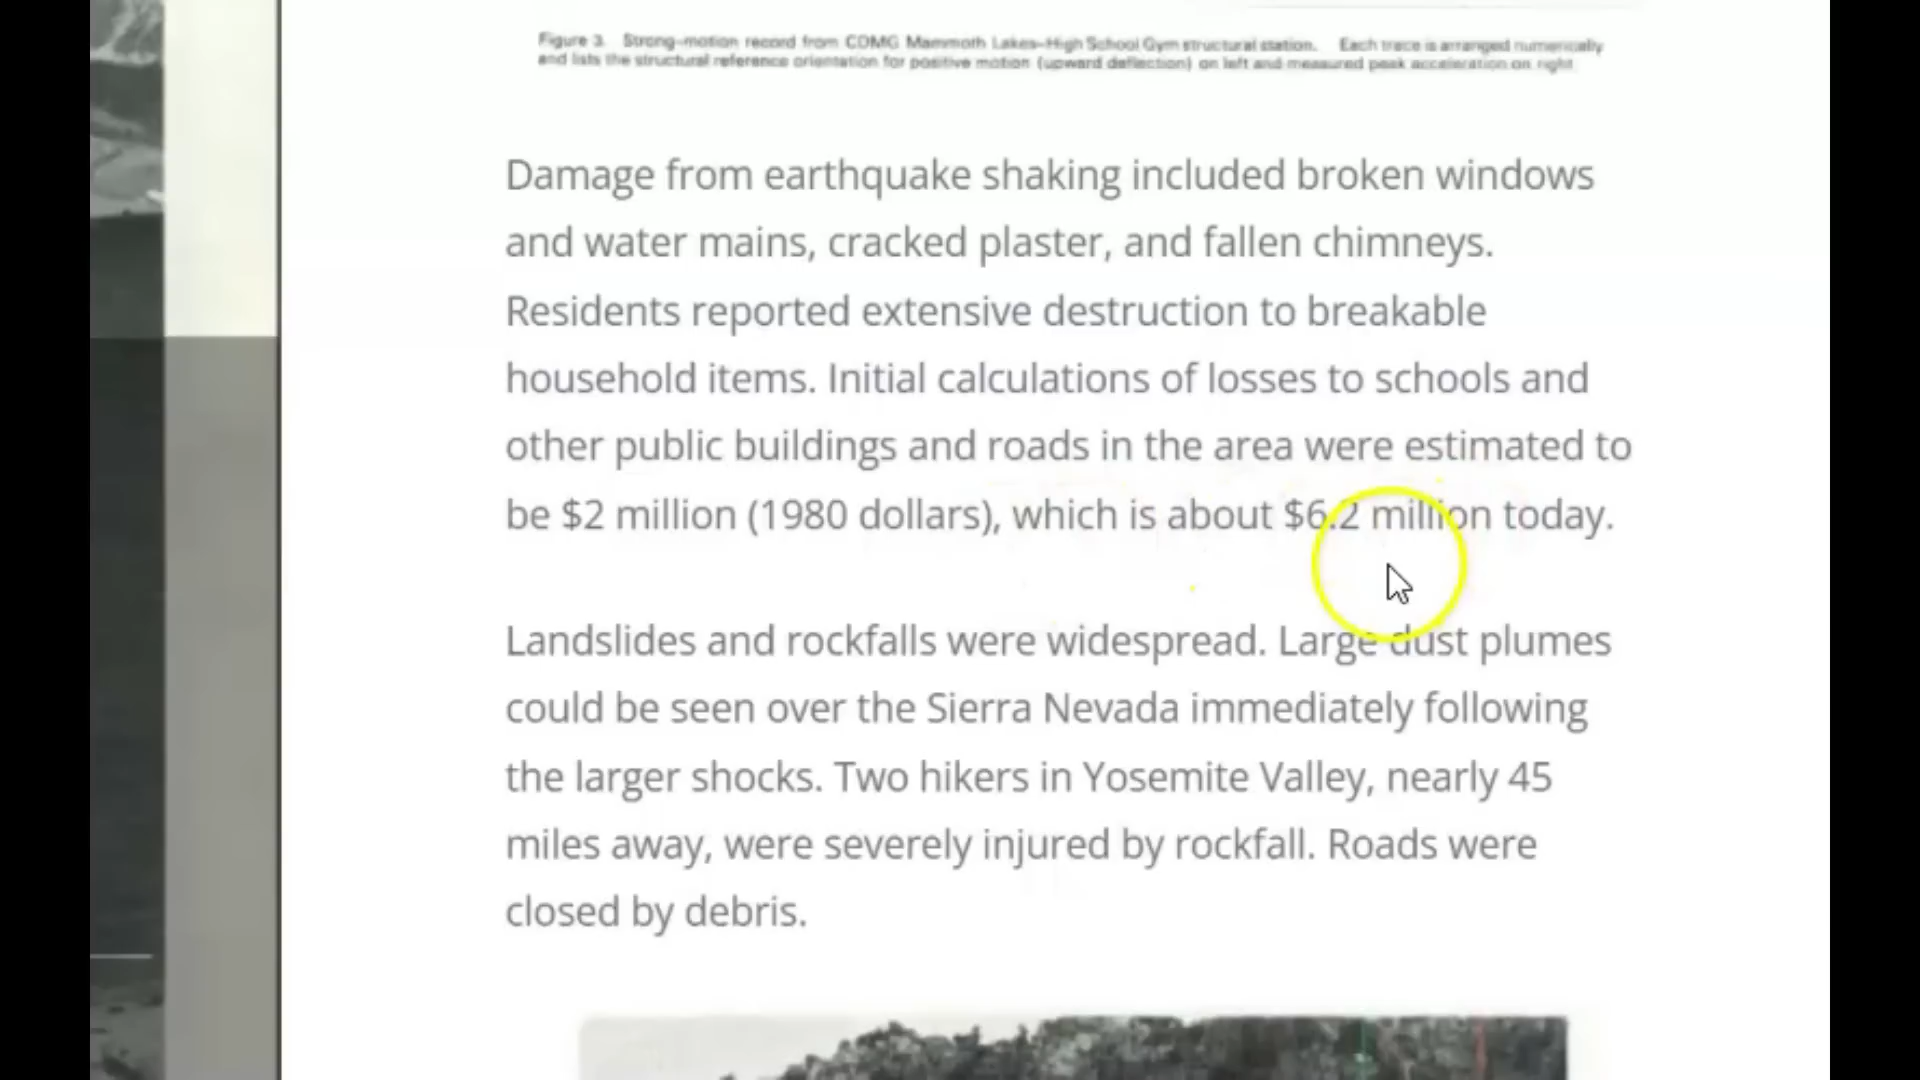 Figure 3. Strong-motion record from CDMG Mammoth Lakes-High School Gym structural station. Each trace is arranged numerically
and lists the structural reference orientation for positive motion (upward deflection) on left and measured peak acceleration on right.
Damage from earthquake shaking included broken windows
and water mains, cracked plaster, and fallen chimneys.
Residents reported extensive destruction to breakable
household items. Initial calculations of losses to schools and
other public buildings and roads in the area were estimated to
be $2 million (1980 dollars), which is about $6.2 million today.
Landslides and rockfalls were widespread. Large dust plumes
could be seen over the Sierra Nevada immediately following
the larger shocks. Two hikers in Yosemite Valley, nearly 45
miles away, were severely injured by rockfall. Roads were
closed by debris.